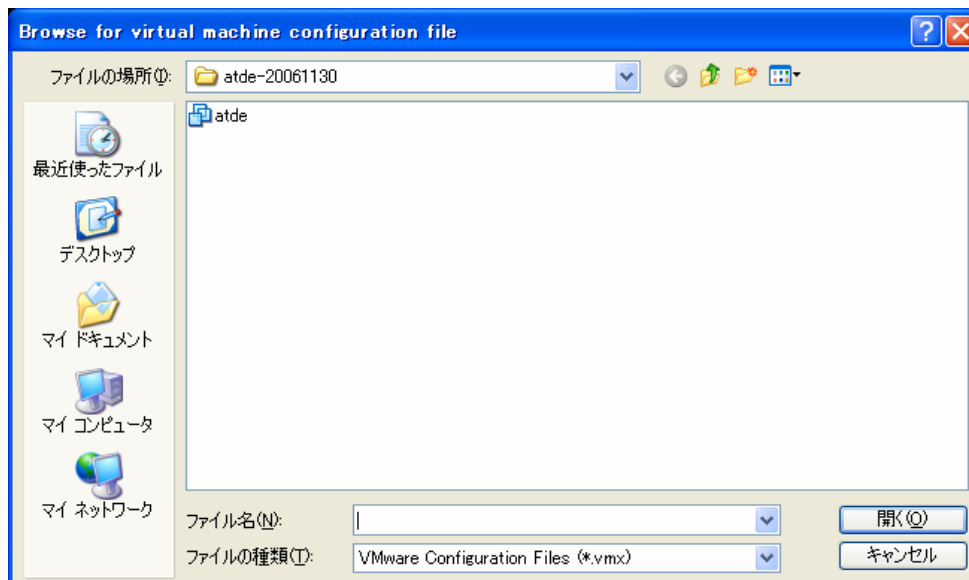 Browse for virtual machine configuration file
ファイルの場所(I):
atde-20061130
atde
最近使ったファイル
デスクトップ
マイ ドキュメント
マイ コンピュータ
マイ ネットワーク
ファイル名(N):
開く(O)
ファイルの種類(T):
VMware Configuration Files (*.vmx)
キャンセル